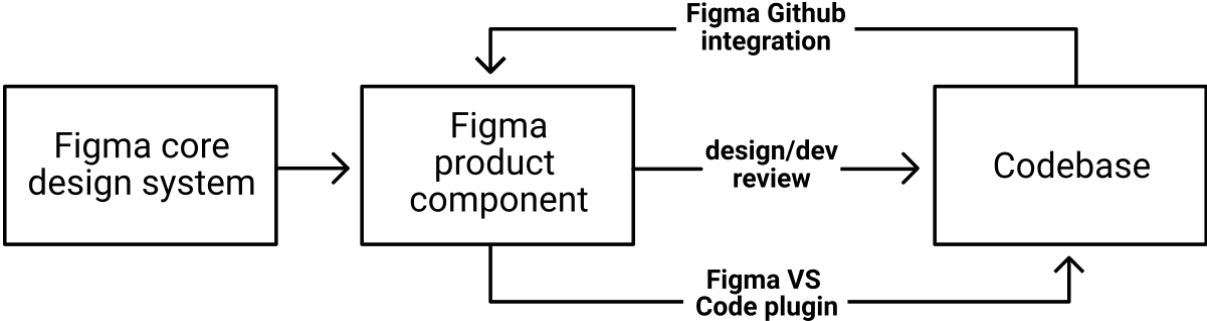 Figma Github
integration
Figma core
design system
Figma
product
component
design/dev
review
Codebase
Figma VS
Code plugin